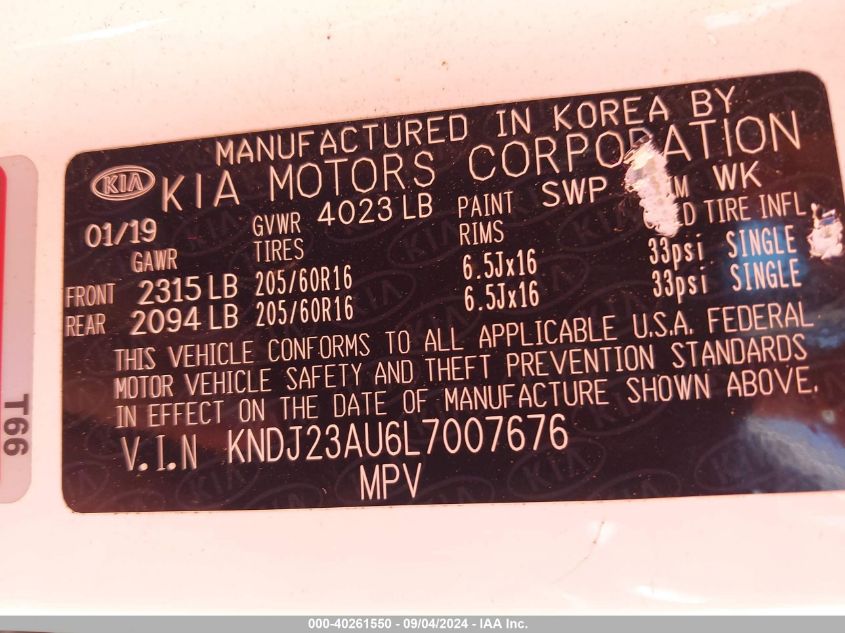 MANUFACTURED IN KOREA BY
KIA KIA MOTORS CORPORATION
01/19 GVWR 4023 LB PAINT SWP WK
GAWR TIRES RIMS TIRE INFL.
FRONT 2315 LB 205/60R16 6.5Jx16 33psi SINGLE
REAR 2094 LB 205/60R16 6.5Jx16 33psi SINGLE
THIS VEHICLE CONFORMS TO ALL APPLICABLE U.S.A. FEDERAL
MOTOR VEHICLE SAFETY AND THEFT PREVENTION STANDARDS
IN EFFECT ON THE DATE OF MANUFACTURE SHOWN ABOVE.
V.I.N KNDJ23AU6L7007676
MPV
T66
000-40261550 - 09/04/2024 - IAA Inc.